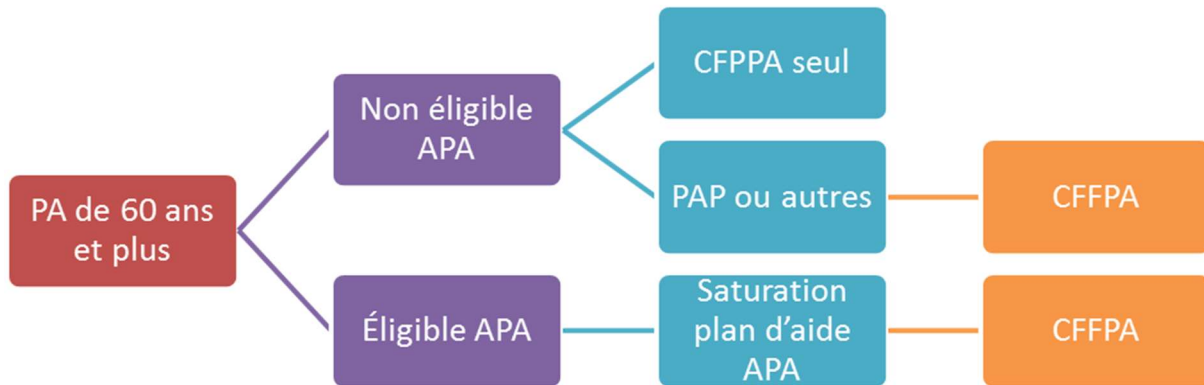 PA de 60 ans
et plus
Non éligible
APA
CFPPA seul
PAP ou autres
CFFPA
Éligible APA
Saturation
plan d'aide
APA
CFFPA